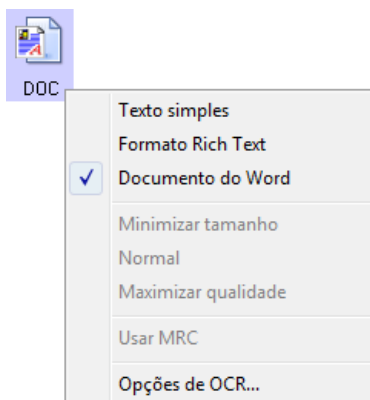 DOC
Texto simples
Formato Rich Text
Documento do Word
Minimizar tamanho
Normal
Maximizar qualidade
Usar MRC
Opções de OCR...